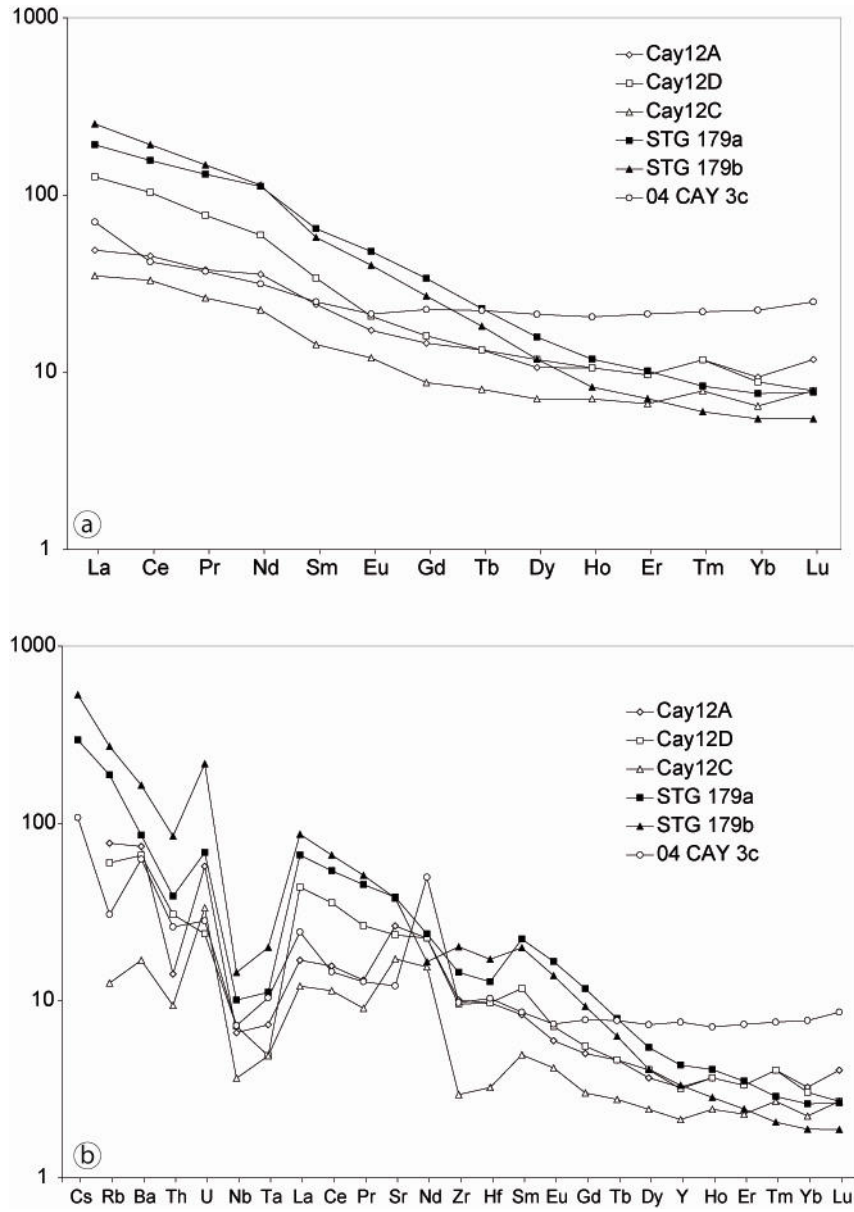 1000
100
10
1
Cay12A
Cay12D
Cay12C
STG 179a
STG 179b
04 CAY 3c
a
La Ce Pr Nd Sm Eu Gd Tb Dy Ho Er Tm Yb Lu
1000
100
10
1
Cay12A
Cay12D
Cay12C
STG 179a
STG 179b
04 CAY 3c
b
Cs Rb Ba Th U Nb Ta La Ce Pr Sr Nd Zr Hf Sm Eu Gd Tb Dy Y Ho Er Tm Yb Lu